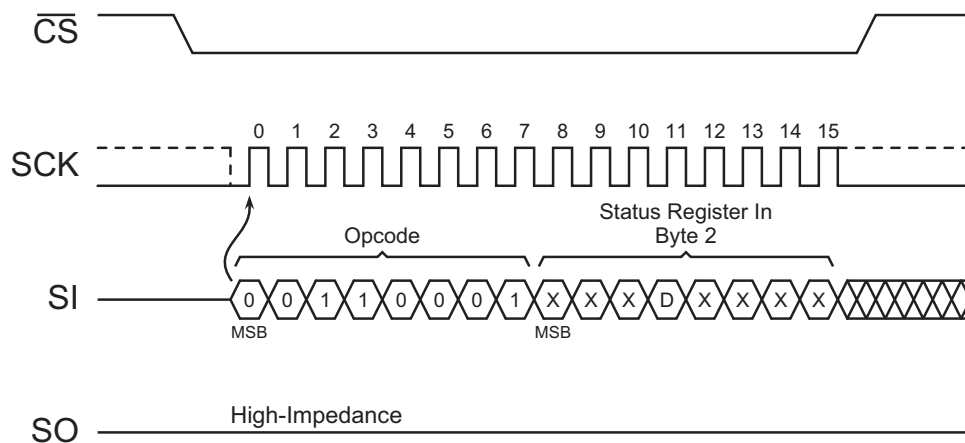 CS
0 1 2 3 4 5 6 7 8 9 10 11 12 13 14 15
SCK
Status Register In
Opcode Byte 2
SI 0 0 1 1 0 0 0 1 X X X D X X X X
MSB MSB
High-Impedance
SO